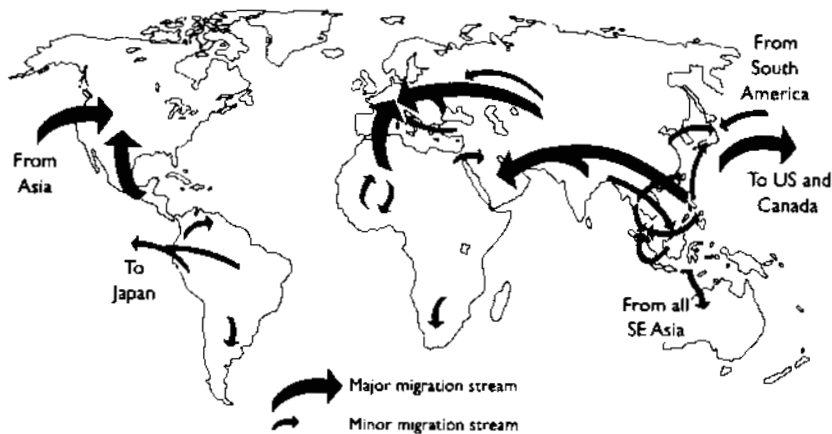 From
South
America
From
Asia
To US and
Canada
To
Japan
From all
SE Asia
Major migration stream
Minor migration stream